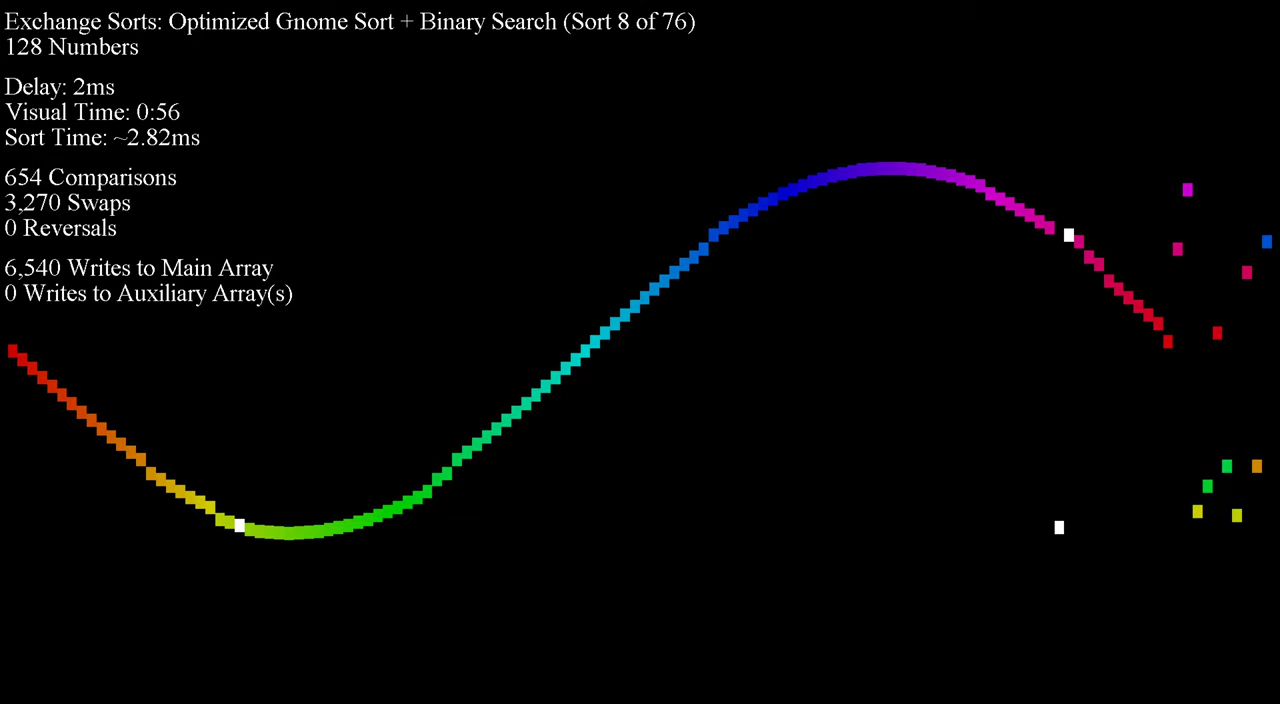 Exchange Sorts: Optimized Gnome Sort + Binary Search (Sort 8 of 76)
128 Numbers
Delay: 2ms
Visual Time: 0:56
Sort Time: ~2.82ms
654 Comparisons
3,270 Swaps
0 Reversals
6,540 Writes to Main Array
0 Writes to Auxiliary Array(s)